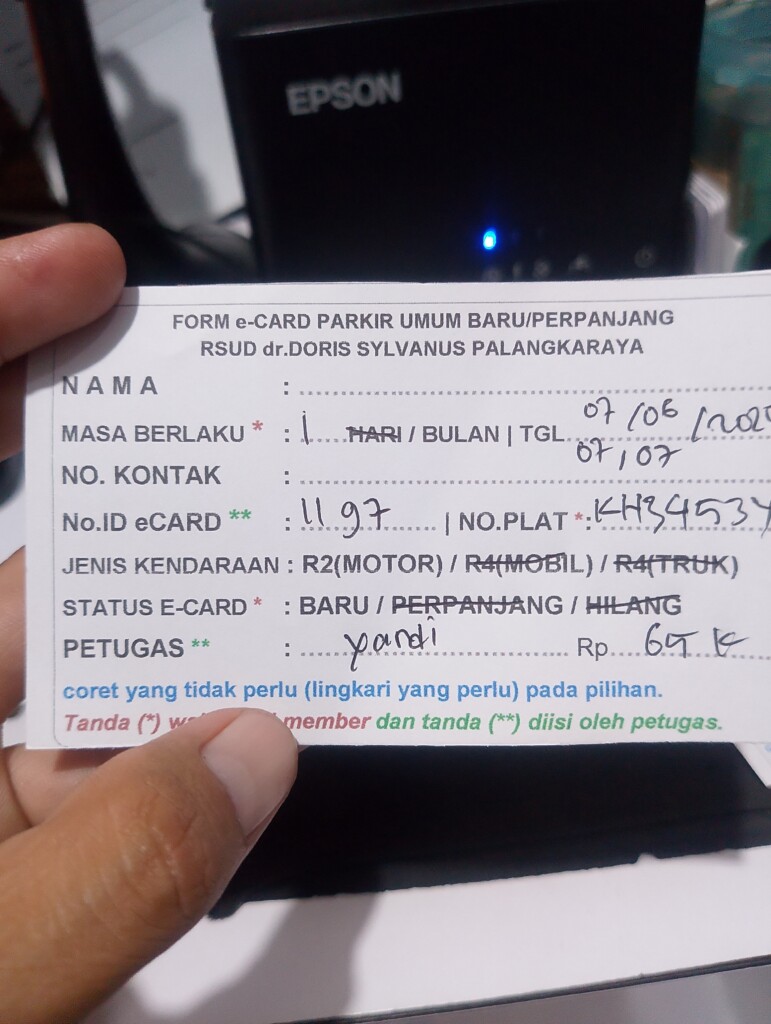 EPSON
FORM e-CARD PARKIR UMUM BARU/PERPANJANG
RSUD dr.DORIS SYLVANUS PALANGKARAYA
NAMA :
MASA BERLAKU * : 1 HARI / BULAN | TGL. 07/06/202
07/07
NO. KONTAK :
No.ID eCARD ** : 1197 | NO.PLAT *: KH3453Y
JENIS KENDARAAN : R2(MOTOR) / R4(MOBIL) / R4(TRUK)
STATUS E-CARD * : BARU / PERPANJANG / HILANG
PETUGAS ** : yandi Rp. 65 K
coret yang tidak perlu (lingkari yang perlu) pada pilihan.
Tanda (*) member dan tanda (**) diisi oleh petugas.